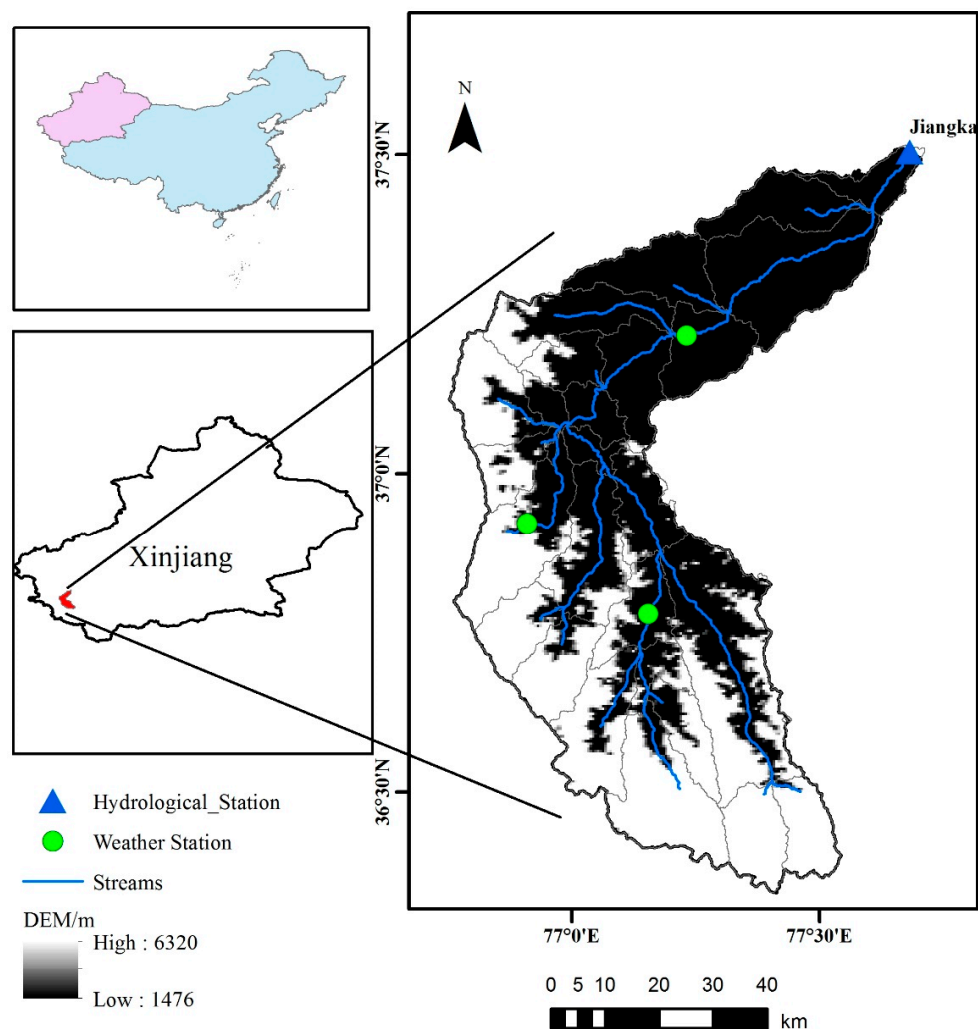 N
Jiangka
37°30'N
37°0'N
36°30'N
77°0'E
77°30'E
Xinjiang
Hydrological_Station
Weather Station
Streams
DEM/m
High : 6320
Low : 1476
0 5 10 20 30 40
km